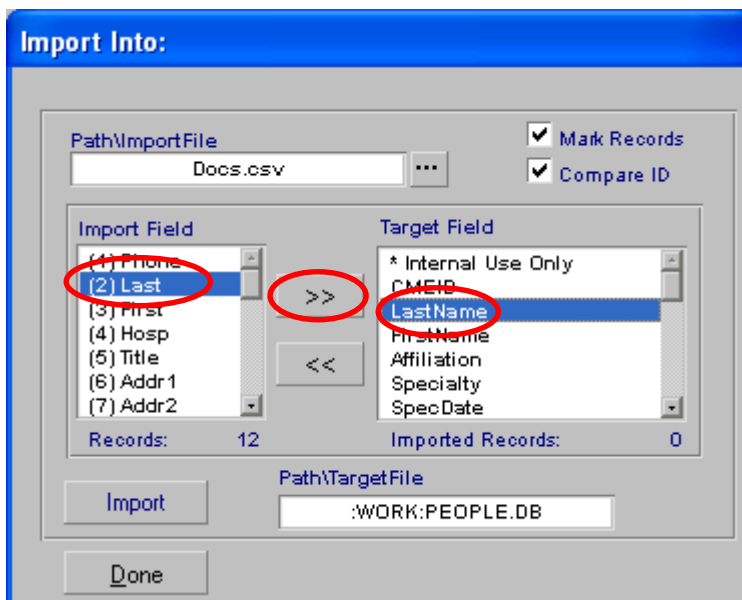 Import Into:
Path\ImportFile
Mark Records
Docs.csv
...
Compare ID
Import Field
Target Field
(1) Phone
(2) Last
(3) First
(4) Hosp
(5) Title
(6) Addr1
(7) Addr2
>>
<<
* Internal Use Only
CMEID
LastName
FirstName
Affiliation
Specialty
SpecDate
Records: 12
Imported Records: 0
Import
Path\TargetFile
:WORK:PEOPLE.DB
Done